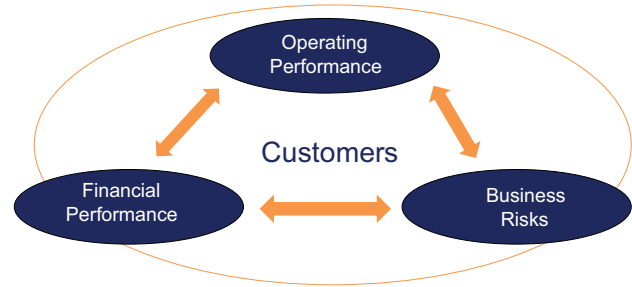 Operating
Performance
Customers
Financial
Performance
Business
Risks